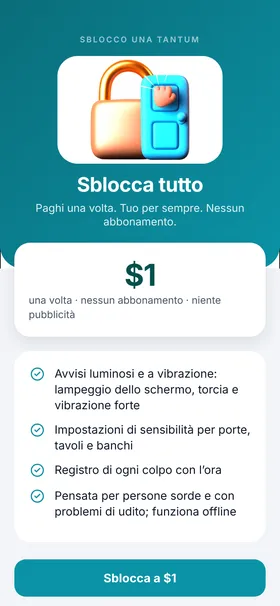 SBLOCCO UNA TANTUM
Sblocca tutto
Paghi una volta. Tuo per sempre. Nessun
abbonamento.
$1
una volta · nessun abbonamento · niente
pubblicità
Avvisi luminosi e a vibrazione:
lampeggio dello schermo, torcia e
vibrazione forte
Impostazioni di sensibilità per porte,
tavoli e banchi
Registro di ogni colpo con l’ora
Pensata per persone sorde e con
problemi di udito; funziona offline
Sblocca a $1